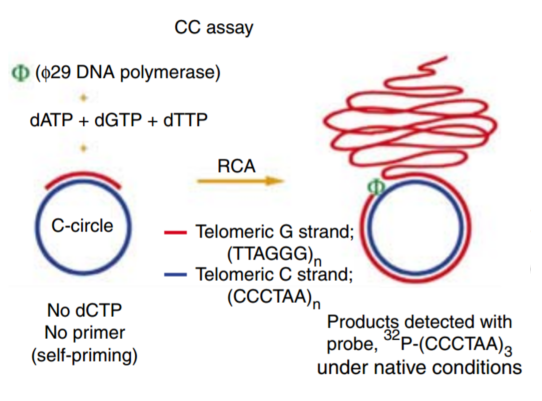 CC assay
Φ (ϕ29 DNA polymerase)
+
dATP + dGTP + dTTP
+
C-circle
No dCTP
No primer
(self-priming)
RCA
Telomeric G strand;
(TTAGGG)n
Telomeric C strand;
(CCCTAA)n
Φ
Products detected with
probe, ³²P-(CCCTAA)₃
under native conditions